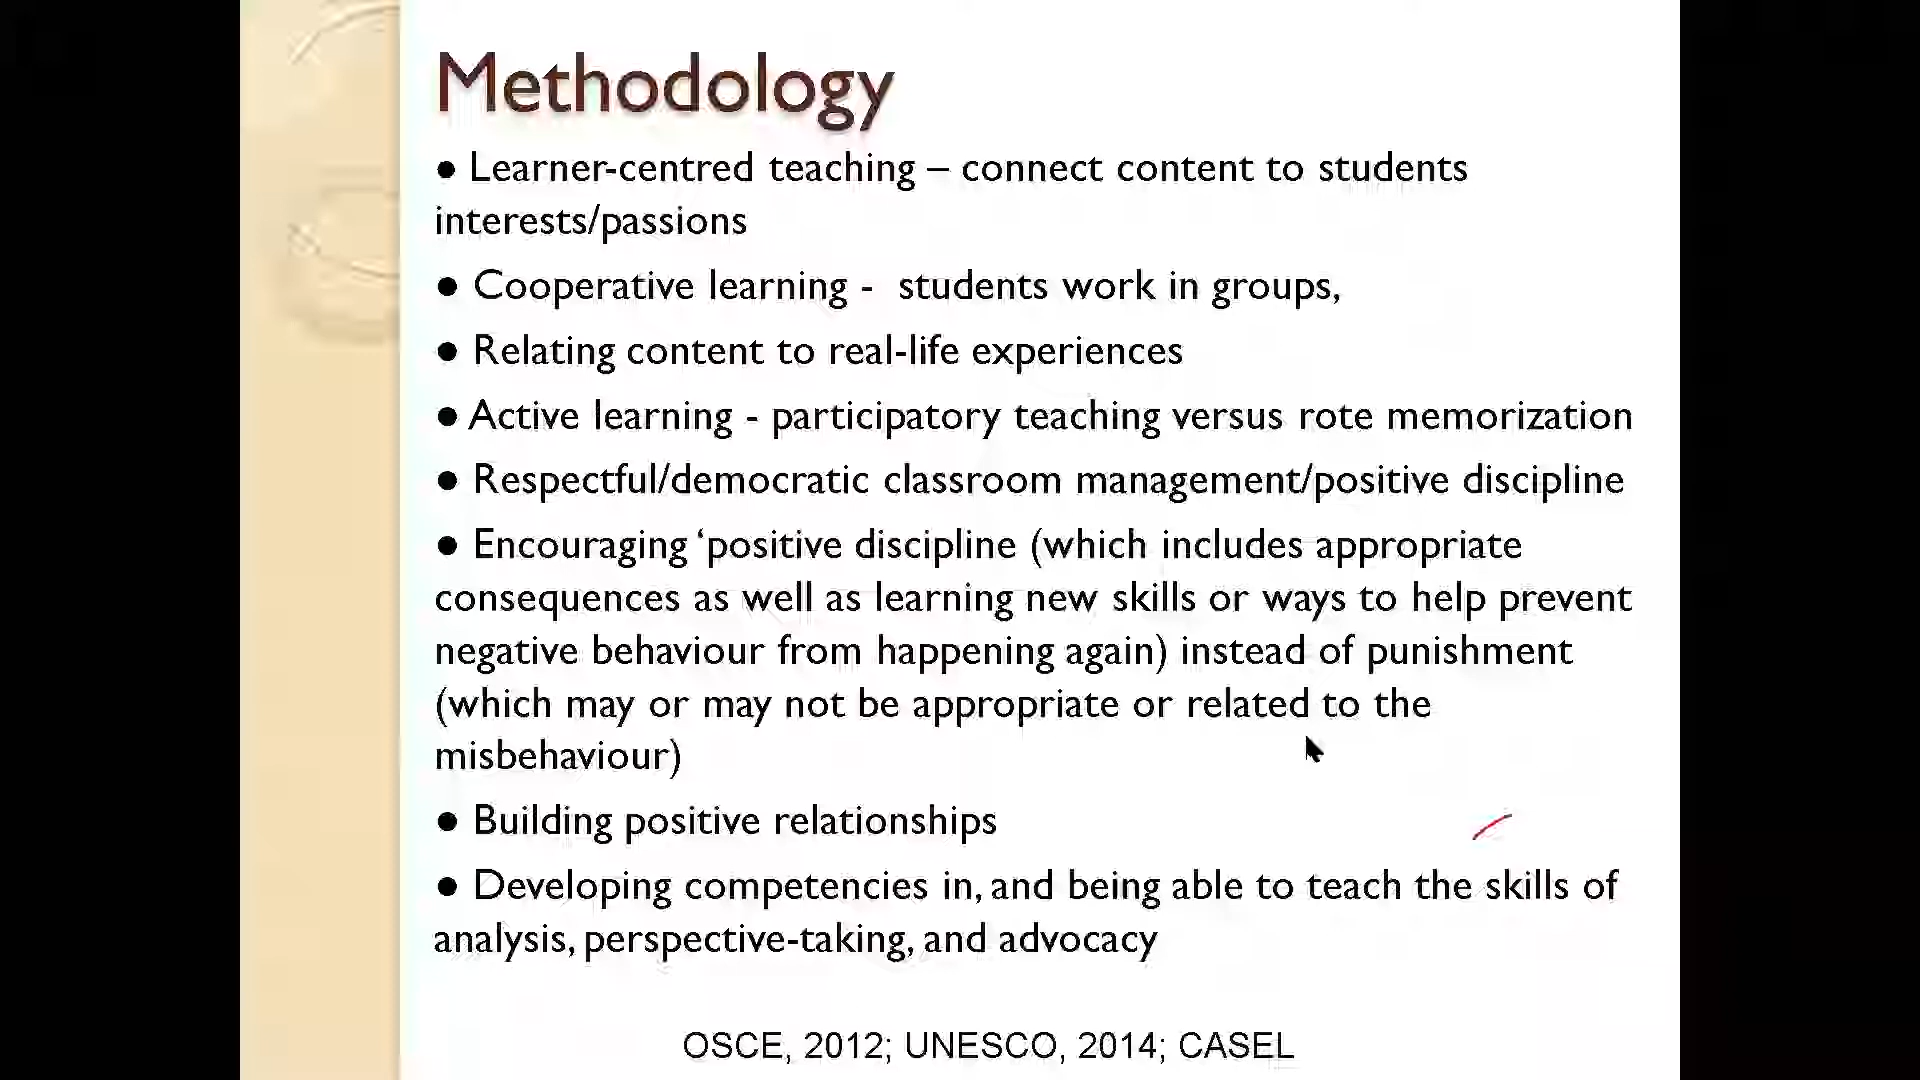 Methodology
● Learner-centred teaching – connect content to students
interests/passions
● Cooperative learning -  students work in groups,
● Relating content to real-life experiences
● Active learning - participatory teaching versus rote memorization
● Respectful/democratic classroom management/positive discipline
● Encouraging ‘positive discipline (which includes appropriate
consequences as well as learning new skills or ways to help prevent
negative behaviour from happening again) instead of punishment
(which may or may not be appropriate or related to the
misbehaviour)
● Building positive relationships
● Developing competencies in, and being able to teach the skills of
analysis, perspective-taking, and advocacy
OSCE, 2012; UNESCO, 2014; CASEL